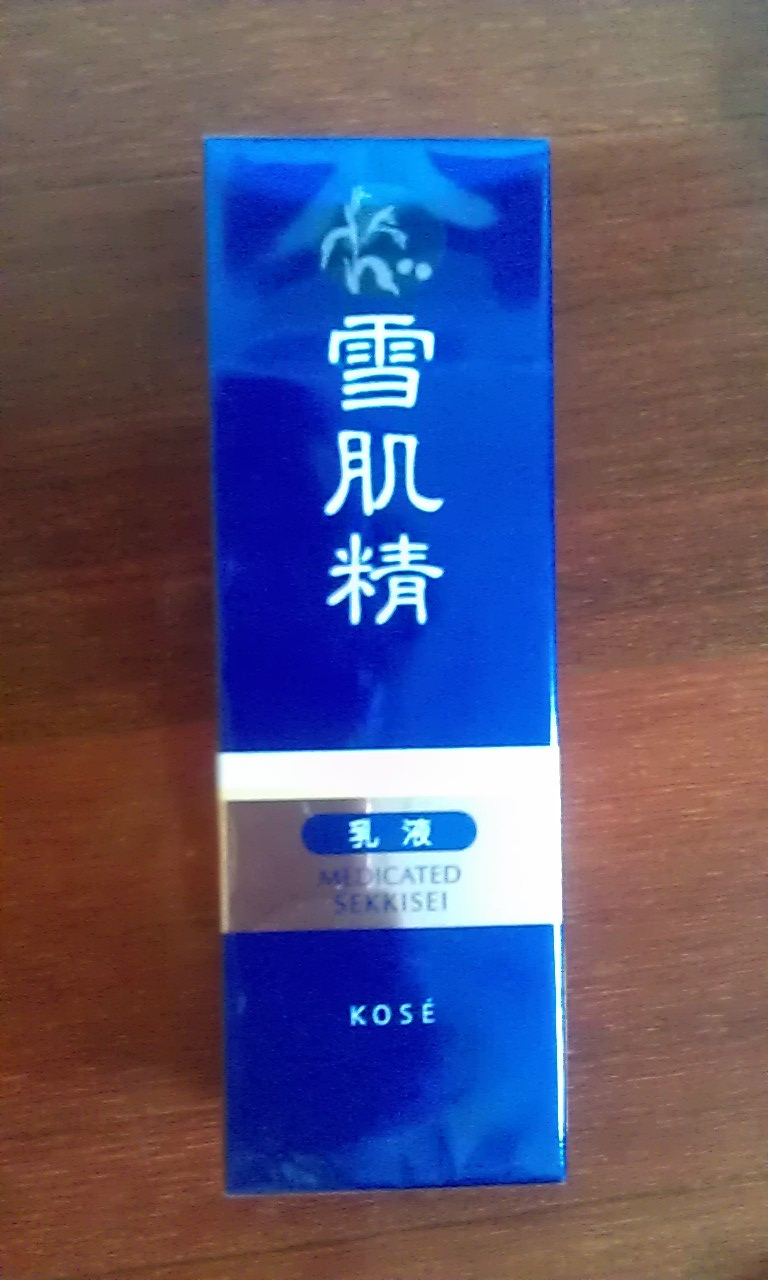 雪肌精
乳液
MEDICATED
SEKKISEI
KOSÉ